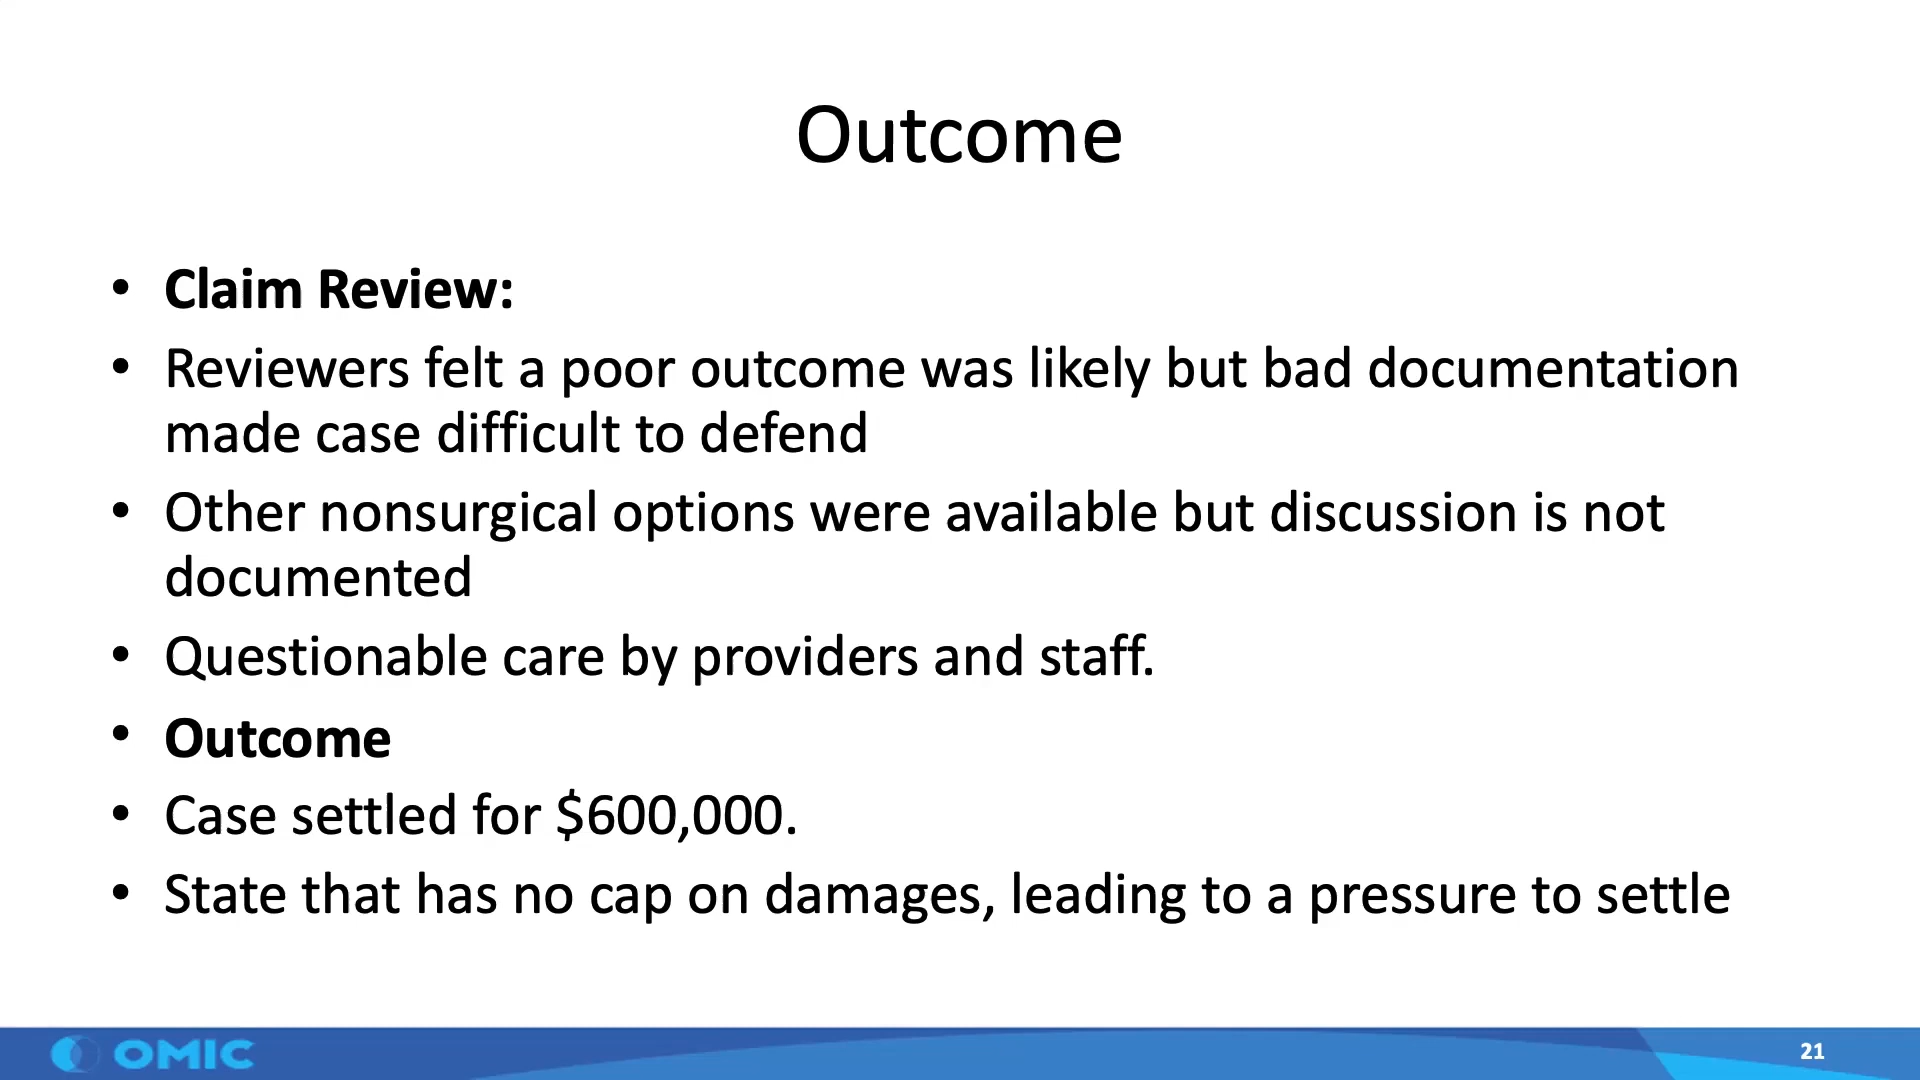 Outcome
• Claim Review:
• Reviewers felt a poor outcome was likely but bad documentation
made case difficult to defend
• Other nonsurgical options were available but discussion is not
documented
• Questionable care by providers and staff.
• Outcome
• Case settled for $600,000.
• State that has no cap on damages, leading to a pressure to settle
OMIC
21